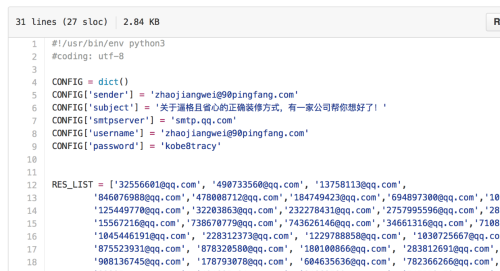 31 lines (27 sloc) 2.84 KB
R
1 #!/usr/bin/env python3
2 #coding: utf-8
3
4 CONFIG = dict()
5 CONFIG['sender'] = 'zhaojiangwei@90pingfang.com'
6 CONFIG['subject'] = '关于逼格且省心的正确装修方式，有一家公司帮你想好了！'
7 CONFIG['smtpserver'] = 'smtp.qq.com'
8 CONFIG['username'] = 'zhaojiangwei@90pingfang.com'
9 CONFIG['password'] = 'kobe8tracy'
10
11
12 RES_LIST = ['32556601@qq.com', '490733560@qq.com', '13758113@qq.com',
13 '846076988@qq.com','478008712@qq.com','184749423@qq.com','694897300@qq.com','10
14 '125449770@qq.com','32203863@qq.com','232278431@qq.com','2757995596@qq.com','28
15 '15567216@qq.com','738670779@qq.com','743626146@qq.com','34661316@qq.com','7108
16 '1045446191@qq.com', '228312373@qq.com', '1229788858@qq.com', '1030725667@qq.com
17 '875523931@qq.com', '878320580@qq.com', '180100866@qq.com', '283812691@qq.com',
18 '908136745@qq.com', '178793078@qq.com', '604635636@qq.com', '782366266@qq.com',